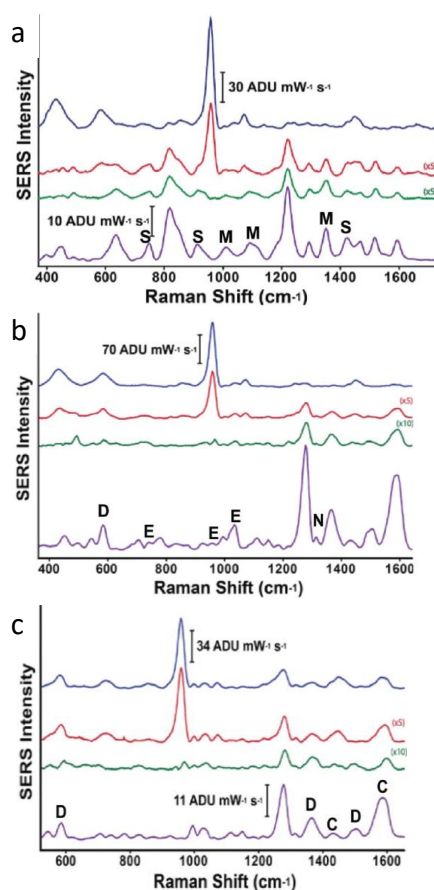 a
SERS Intensity
30 ADU mW-1 s-1
(x5
(x5
10 ADU mW-1 s-1
S S M M M S
400 600 800 1000 1200 1400 1600
Raman Shift (cm-1)
b
SERS Intensity
70 ADU mW-1 s-1
(x5)
(x10)
D E E E N
400 600 800 1000 1200 1400 1600
Raman Shift (cm-1)
c
SERS Intensity
34 ADU mW-1 s-1
(x5)
(x10)
11 ADU mW-1 s-1
D D C D C
600 800 1000 1200 1400 1600
Raman Shift (cm-1)